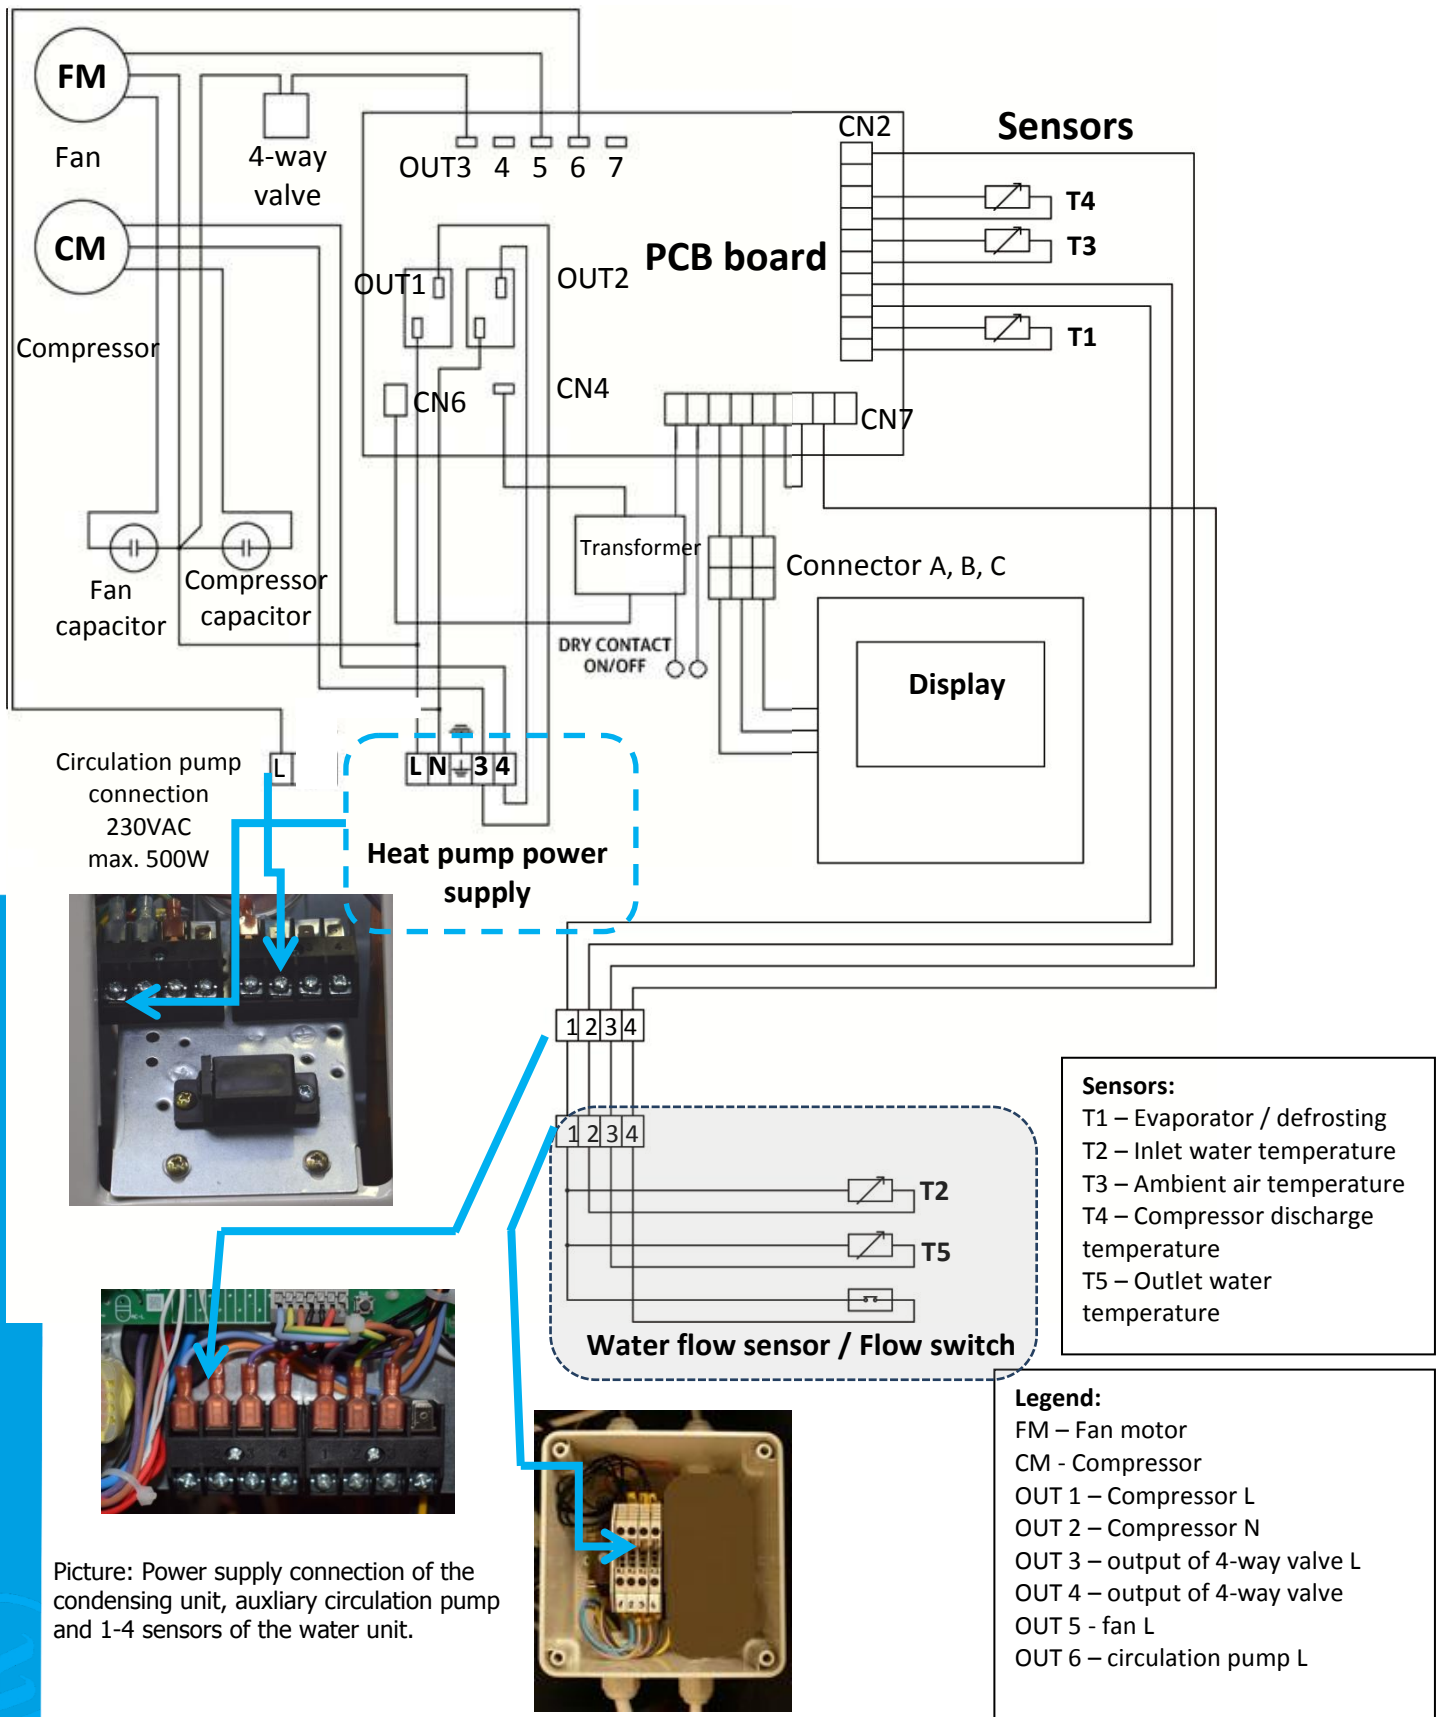 FM
Fan
4-way
valve
OUT3 4 5 6 7
CN2
Sensors
T4
T3
T1
CM
Compressor
PCB board
OUT1
OUT2
CN6
CN4
CN7
Transformer
Connector A, B, C
Fan
capacitor
Compressor
capacitor
DRY CONTACT
ON/OFF
Display
Circulation pump
connection
230VAC
max. 500W
L
L N 3 4
Heat pump power
supply
1 2 3 4
1 2 3 4
T2
T5
Water flow sensor / Flow switch
Sensors:
T1 – Evaporator / defrosting
T2 – Inlet water temperature
T3 – Ambient air temperature
T4 – Compressor discharge
temperature
T5 – Outlet water
temperature
Legend:
FM – Fan motor
CM - Compressor
OUT 1 – Compressor L
OUT 2 – Compressor N
OUT 3 – output of 4-way valve L
OUT 4 – output of 4-way valve
OUT 5 - fan L
OUT 6 – circulation pump L
Picture: Power supply connection of the
condensing unit, auxliary circulation pump
and 1-4 sensors of the water unit.